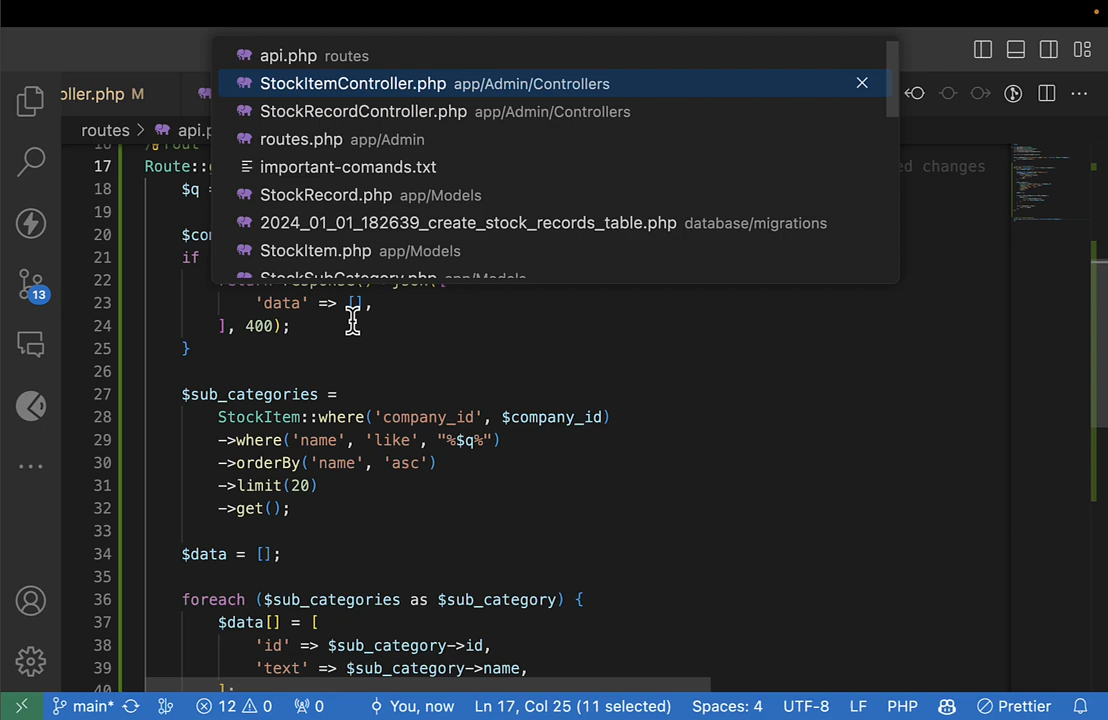 api.php routes
StockItemController.php app/Admin/Controllers
StockRecordController.php app/Admin/Controllers
routes.php app/Admin
important-comands.txt
StockRecord.php app/Models
2024_01_01_182639_create_stock_records_table.php database/migrations
StockItem.php app/Models
StockSubCategory.php app/Models
oller.php M
routes > api.p
17 Route:: ed changes
18 $q =
19
20 $co
21 if
22
23 'data' => [],
24 ], 400);
25 }
26
27 $sub_categories =
28 StockItem::where('company_id', $company_id)
29 ->where('name', 'like', "%$q%")
30 ->orderBy('name', 'asc')
31 ->limit(20)
32 ->get();
33
34 $data = [];
35
36 foreach ($sub_categories as $sub_category) {
37 $data[] = [
38 'id' => $sub_category->id,
39 'text' => $sub_category->name,
40 ];
13
main* 12 0 0 You, now Ln 17, Col 25 (11 selected) Spaces: 4 UTF-8 LF PHP Prettier